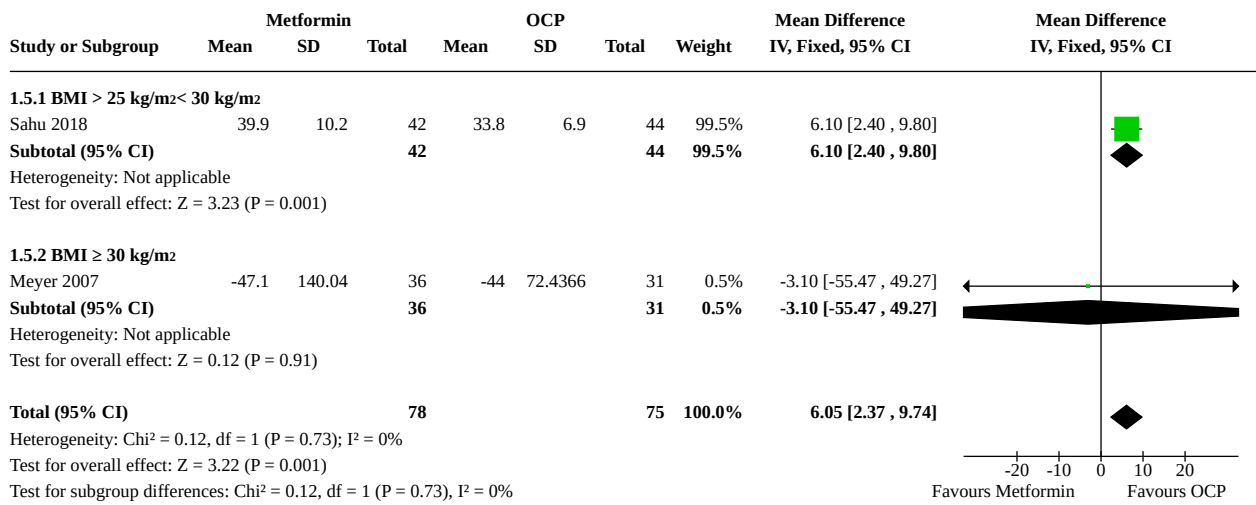 Metformin OCP Mean Difference Mean Difference
Study or Subgroup Mean SD Total Mean SD Total Weight IV, Fixed, 95% CI IV, Fixed, 95% CI
1.5.1 BMI > 25 kg/m2< 30 kg/m2
Sahu 2018 39.9 10.2 42 33.8 6.9 44 99.5% 6.10 [2.40 , 9.80]
Subtotal (95% CI) 42 44 99.5% 6.10 [2.40 , 9.80]
Heterogeneity: Not applicable
Test for overall effect: Z = 3.23 (P = 0.001)
1.5.2 BMI ≥ 30 kg/m2
Meyer 2007 -47.1 140.04 36 -44 72.4366 31 0.5% -3.10 [-55.47 , 49.27]
Subtotal (95% CI) 36 31 0.5% -3.10 [-55.47 , 49.27]
Heterogeneity: Not applicable
Test for overall effect: Z = 0.12 (P = 0.91)
Total (95% CI) 78 75 100.0% 6.05 [2.37 , 9.74]
Heterogeneity: Chi² = 0.12, df = 1 (P = 0.73); I² = 0%
Test for overall effect: Z = 3.22 (P = 0.001)
-20 -10 0 10 20
Test for subgroup differences: Chi² = 0.12, df = 1 (P = 0.73), I² = 0%
Favours Metformin Favours OCP